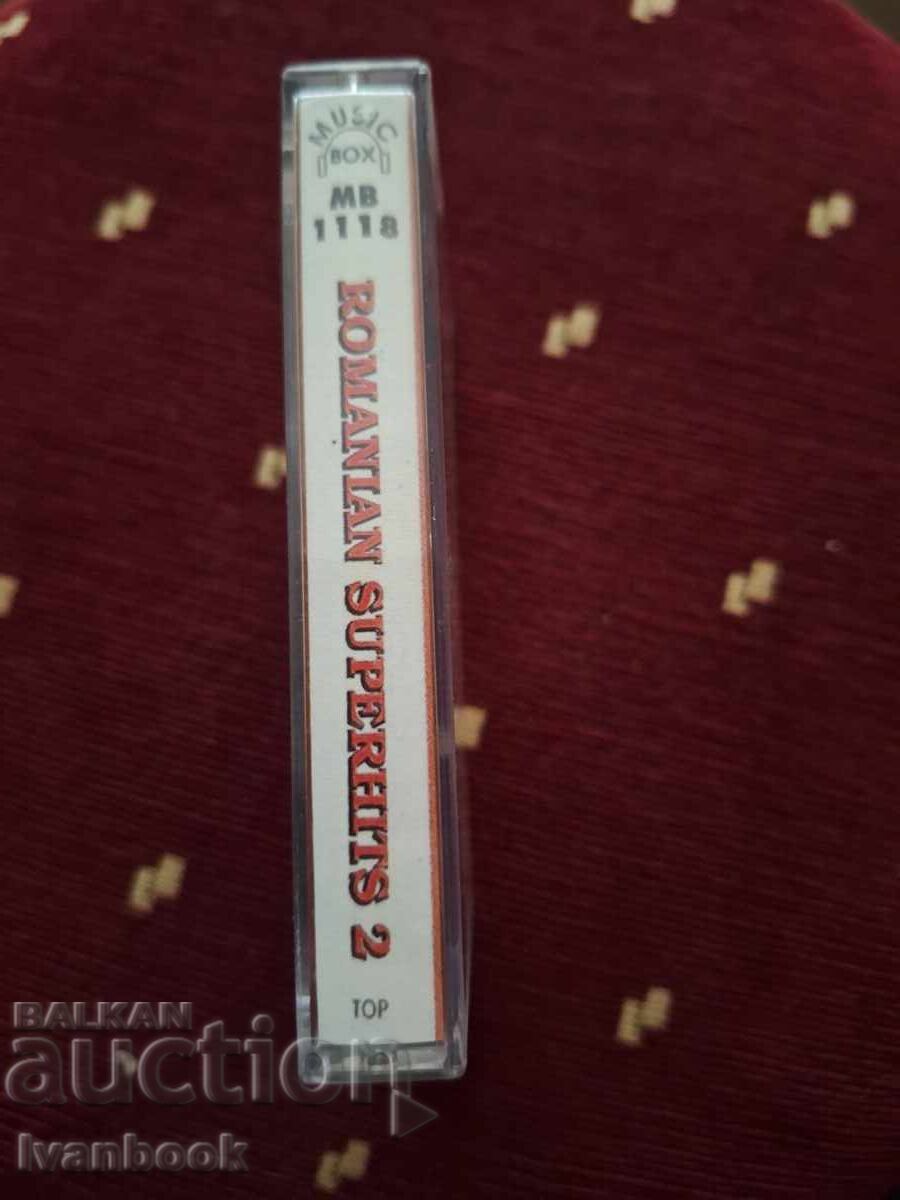 MUSIC
BOX
MB
1118
ROMANIAN SUPERHITS 2
TOP
BALKAN
auction
Ivanbook